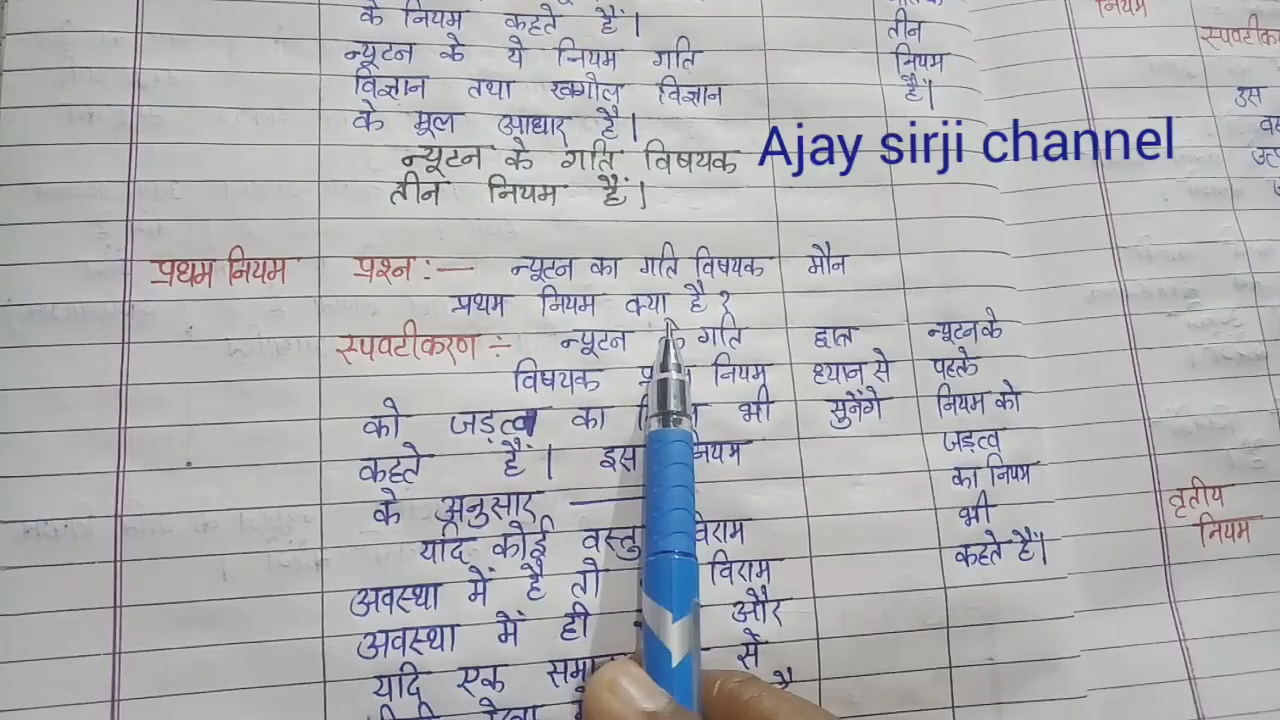 के नियम कहते हैं।
न्यूटन के ये नियम गति
विज्ञान तथा खगोल विज्ञान
के मूल आधार है।
न्यूटन के गति विषयक
तीन नियम हैं।
तीन
नियम
हैं।
Ajay sirji channel
प्रथम नियम
प्रश्न :— न्यूटन का गति विषयक
प्रथम नियम क्या है ?
मौन
स्पष्टीकरण :- न्यूटन के गति
विषयक नियम
को जड़त्व का भी
कहते हैं। इस
के अनुसार —
यदि कोई वस्तु विराम
अवस्था में है तो विराम
अवस्था में ही और
यदि एक से
छात्र
ध्यान से
सुनेंगे
न्यूटन के
पहले
नियम को
जड़त्व
का नियम
भी
कहते हैं।
नियम
तृतीय
नियम
उस